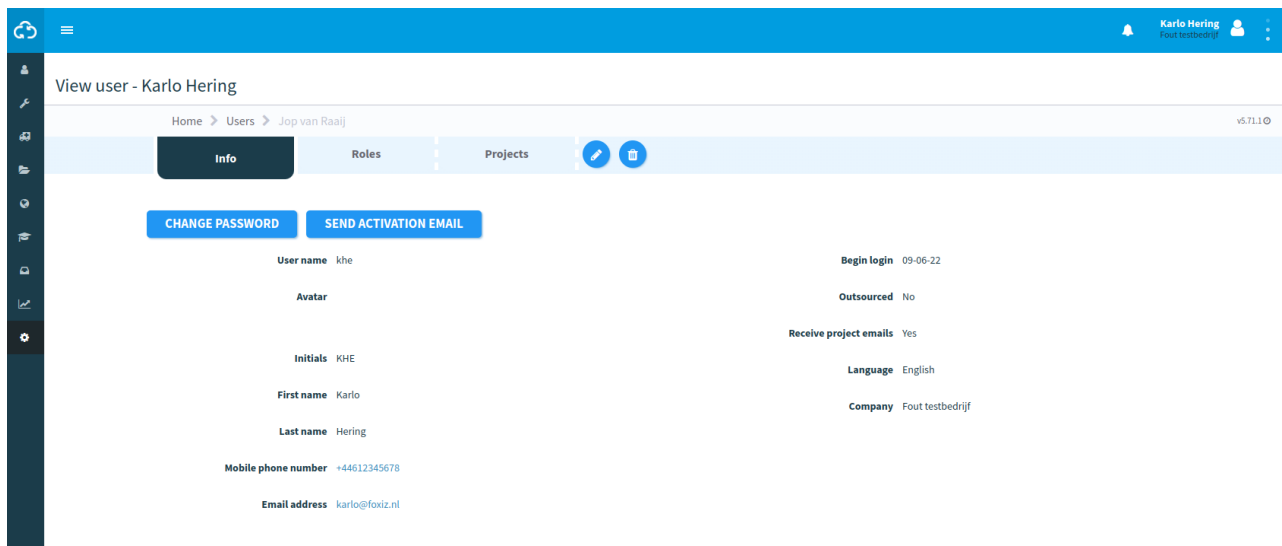 Karlo Hering
Fout testbedrijf
View user - Karlo Hering
Home Users Jop van Raaij
v5.71.1
Info Roles Projects
CHANGE PASSWORD SEND ACTIVATION EMAIL
User name khe
Avatar
Initials KHE
First name Karlo
Last name Hering
Mobile phone number +44612345678
Email address karlo@foxiz.nl
Begin login 09-06-22
Outsourced No
Receive project emails Yes
Language English
Company Fout testbedrijf